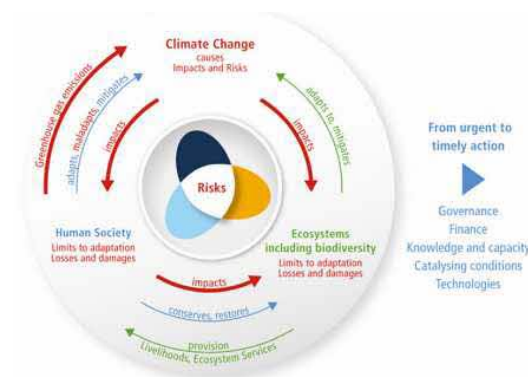 Climate Change
causes
Impacts and Risks
Greenhouse gas emissions
adapts, maladapts, mitigates
impacts
impacts
adapts to, mitigates
Risks
Human Society
Limits to adaptation
Losses and damages
Ecosystems
including biodiversity
Limits to adaptation
Losses and damages
impacts
conserves, restores
provision
Livelihoods, Ecosystem Services
From urgent to
timely action
Governance
Finance
Knowledge and capacity
Catalysing conditions
Technologies